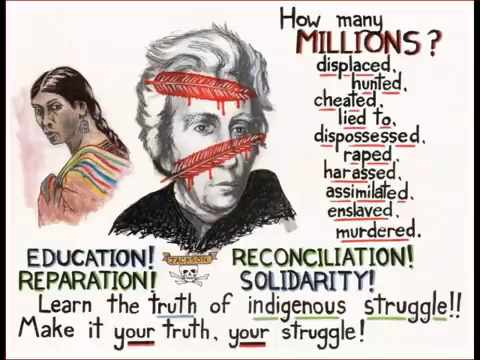 How many
MILLIONS?
displaced,
hunted,
cheated,
lied to,
dispossessed,
raped,
harassed,
assimilated,
enslaved,
murdered.
EDUCATION! JACKSON RECONCILIATION!
REPARATION! SOLIDARITY!
Learn the truth of indigenous struggle!!
Make it your truth, your struggle!